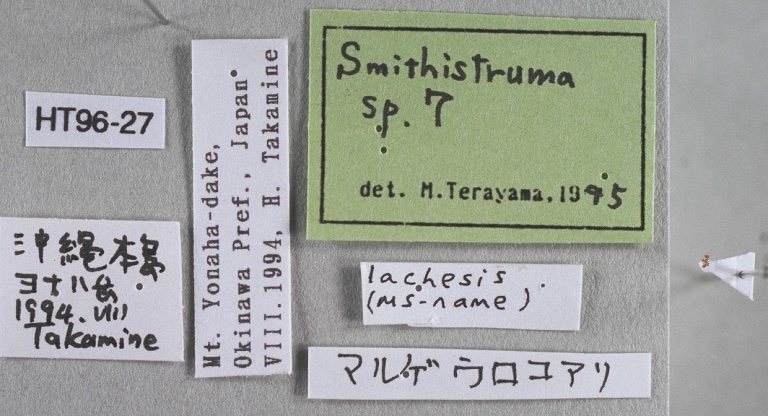 HT96-27
沖縄本島
ヨナハ岳
1994.VIII
Takamine
Mt. Yonaha-dake,
Okinawa Pref., Japan
VIII.1994, H. Takamine
Smithistruma
sp. 7
det. M.Terayama, 1995
lachesis
(MS-name)
マルゲウロコアリ